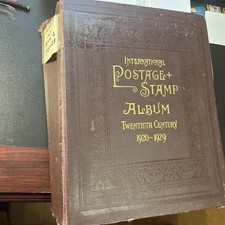 INTERNATIONAL
POSTAGE +
STAMP
ALBUM
TWENTIETH CENTURY
1920-1929